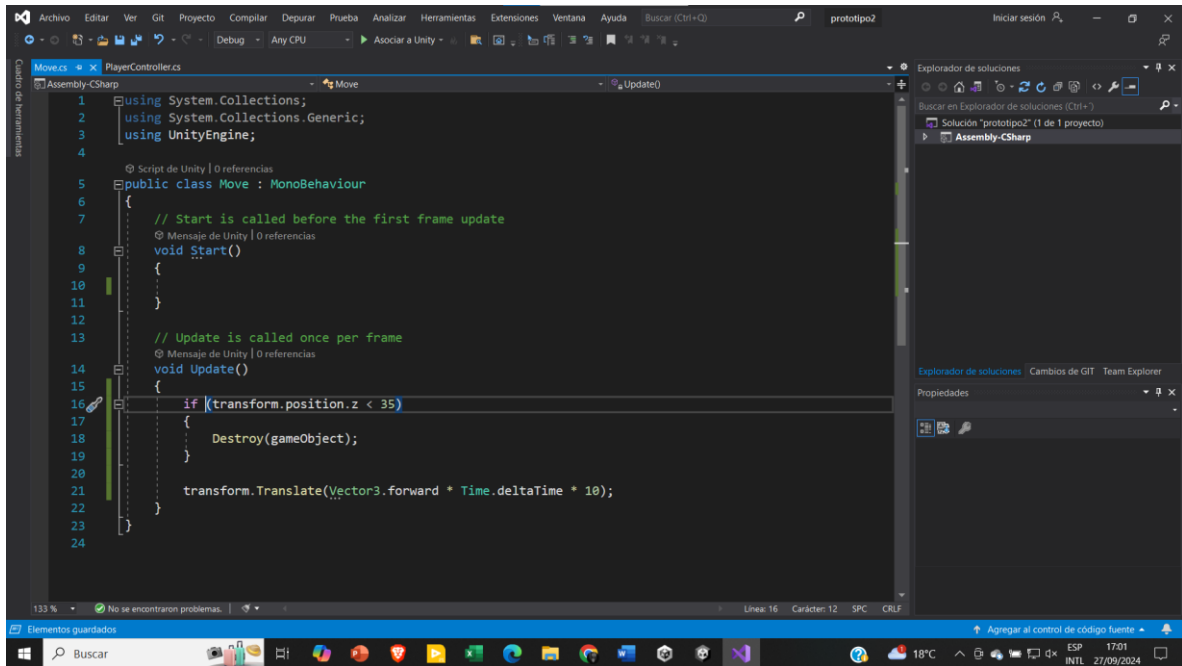 Archivo Editar Ver Git Proyecto Compilar Depurar Prueba Analizar Herramientas Extensiones Ventana Ayuda Buscar (Ctrl+Q) prototipo2 Iniciar sesión
Debug Any CPU Asociar a Unity
Cuadro de herramientas
Move.cs PlayerController.cs
Assembly-CSharp Move Update()
1 using System.Collections;
2 using System.Collections.Generic;
3 using UnityEngine;
4
Script de Unity | 0 referencias
5 public class Move : MonoBehaviour
6 {
7 // Start is called before the first frame update
Mensaje de Unity | 0 referencias
8 void Start()
9 {
10
11 }
12
13 // Update is called once per frame
Mensaje de Unity | 0 referencias
14 void Update()
15 {
16 if (transform.position.z < 35)
17 {
18 Destroy(gameObject);
19 }
20
21 transform.Translate(Vector3.forward * Time.deltaTime * 10);
22 }
23 }
24
133 % No se encontraron problemas. Línea: 16 Carácter: 12 SPC CRLF
Explorador de soluciones
Buscar en Explorador de soluciones (Ctrl+´)
Solución "prototipo2" (1 de 1 proyecto)
Assembly-CSharp
Explorador de soluciones Cambios de GIT Team Explorer
Propiedades
Elementos guardados Agregar al control de código fuente
Buscar 18°C ESP INTL 17:01 27/09/2024